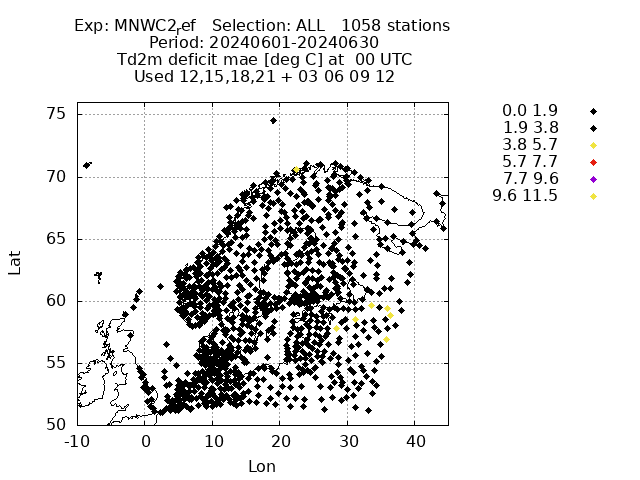 Exp: MNWC2ref   Selection: ALL   1058 stations
Period: 20240601-20240630
Td2m deficit mae [deg C] at  00 UTC
Used 12,15,18,21 + 03 06 09 12
0.0 1.9
1.9 3.8
3.8 5.7
5.7 7.7
7.7 9.6
9.6 11.5
75
70
65
60
55
50
Lat
-10 0 10 20 30 40
Lon